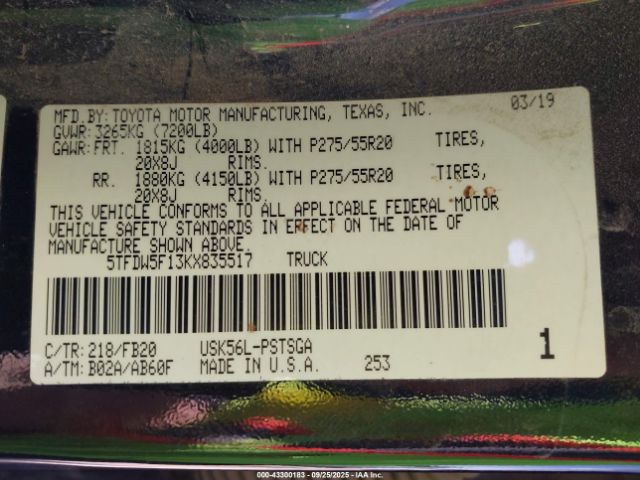 MFD.BY: TOYOTA MOTOR MANUFACTURING, TEXAS, INC. 03/19
GVWR: 3265KG (7200LB)
GAWR: FRT. 1815KG (4000LB) WITH P275/55R20 TIRES,
20X8J RIMS.
RR. 1880KG (4150LB) WITH P275/55R20 TIRES,
20X8J RIMS.
THIS VEHICLE CONFORMS TO ALL APPLICABLE FEDERAL MOTOR
VEHICLE SAFETY STANDARDS IN EFFECT ON THE DATE OF
MANUFACTURE SHOWN ABOVE.
5TFDW5F13KX835517 TRUCK
C/TR: 218/FB20 USK56L-PSTSGA 1
A/TM: B02A/AB60F MADE IN U.S.A. 253
000-43300183 - 09/25/2025 - IAAI.com